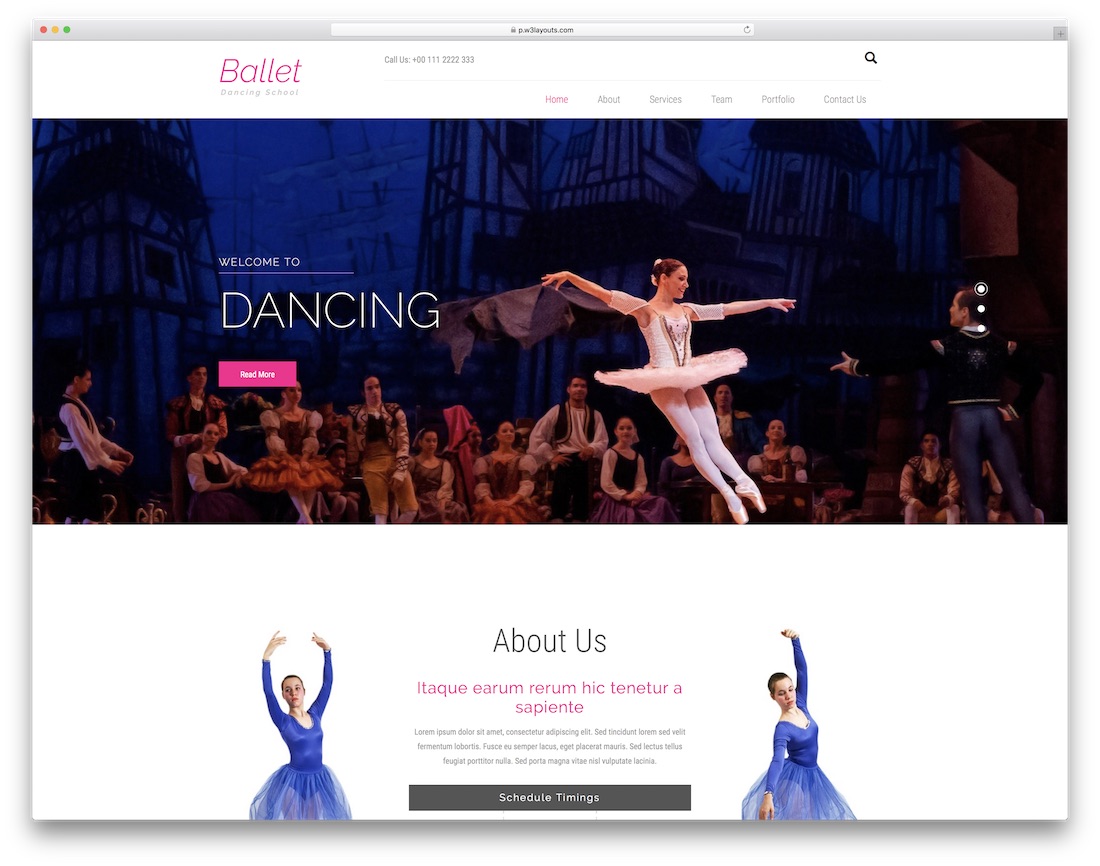 p.w3layouts.com
Ballet
Dancing School
Call Us: +00 111 2222 333
Home About Services Team Portfolio Contact Us
WELCOME TO
DANCING
Read More
About Us
Itaque earum rerum hic tenetur a
sapiente
Lorem ipsum dolor sit amet, consectetur adipiscing elit. Sed tincidunt lorem sed velit
fermentum lobortis. Fusce eu semper lacus, eget placerat mauris. Sed lectus tellus
feugiat porttitor nulla. Sed porta magna vitae nisl vulputate lacinia.
Schedule Timings